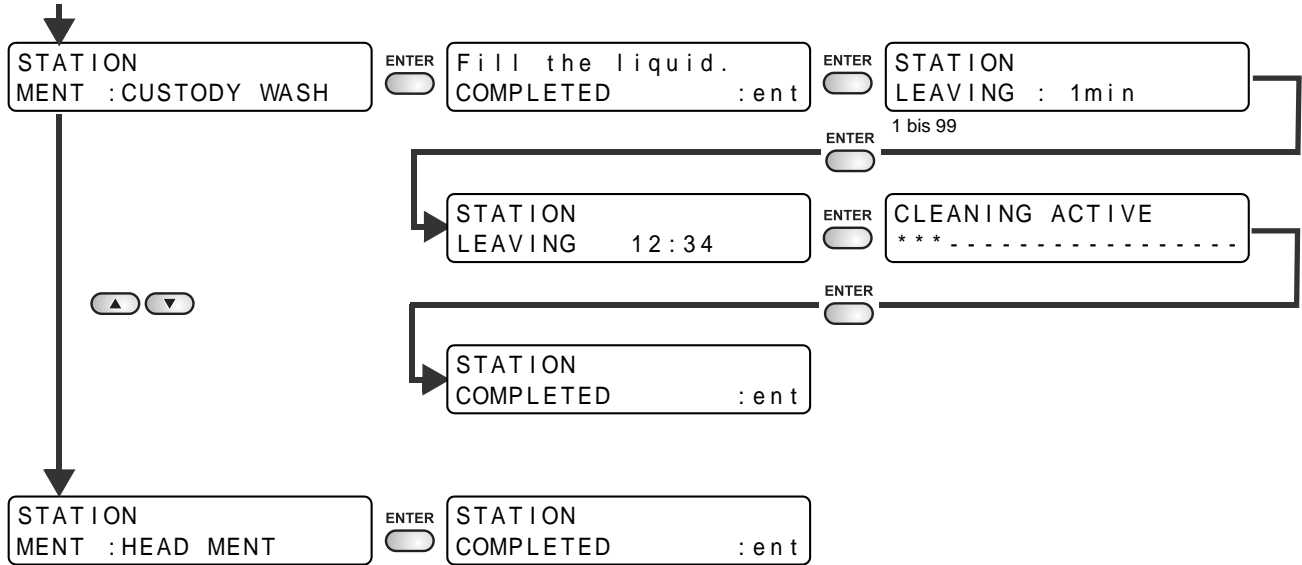 STATION
MENT :CUSTODY WASH
ENTER
Fill the liquid.
COMPLETED :ent
ENTER
STATION
LEAVING : 1min
1 bis 99
ENTER
STATION
LEAVING 12:34
ENTER
CLEANING ACTIVE
***-----------------
ENTER
STATION
COMPLETED :ent
STATION
MENT :HEAD MENT
ENTER
STATION
COMPLETED :ent